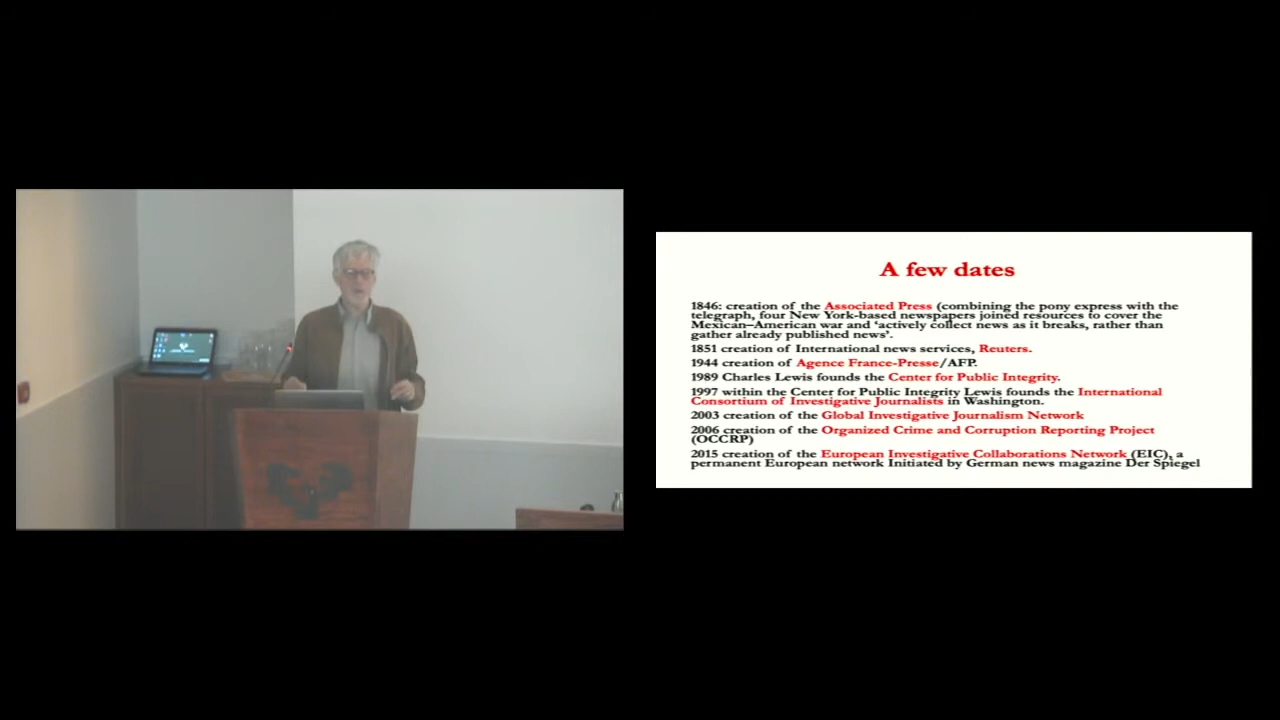 A few dates
1846: creation of the Associated Press (combining the pony express with the
telegraph, four New York-based newspapers joined resources to cover the
Mexican–American war and ‘actively collect news as it breaks, rather than
gather already published news’.
1851 creation of International news services, Reuters.
1944 creation of Agence France-Presse/AFP.
1989 Charles Lewis founds the Center for Public Integrity.
1997 within the Center for Public Integrity Lewis founds the International
Consortium of Investigative Journalists in Washington.
2003 creation of the Global Investigative Journalism Network
2006 creation of the Organized Crime and Corruption Reporting Project
(OCCRP)
2015 creation of the European Investigative Collaborations Network (EIC), a
permanent European network Initiated by German news magazine Der Spiegel